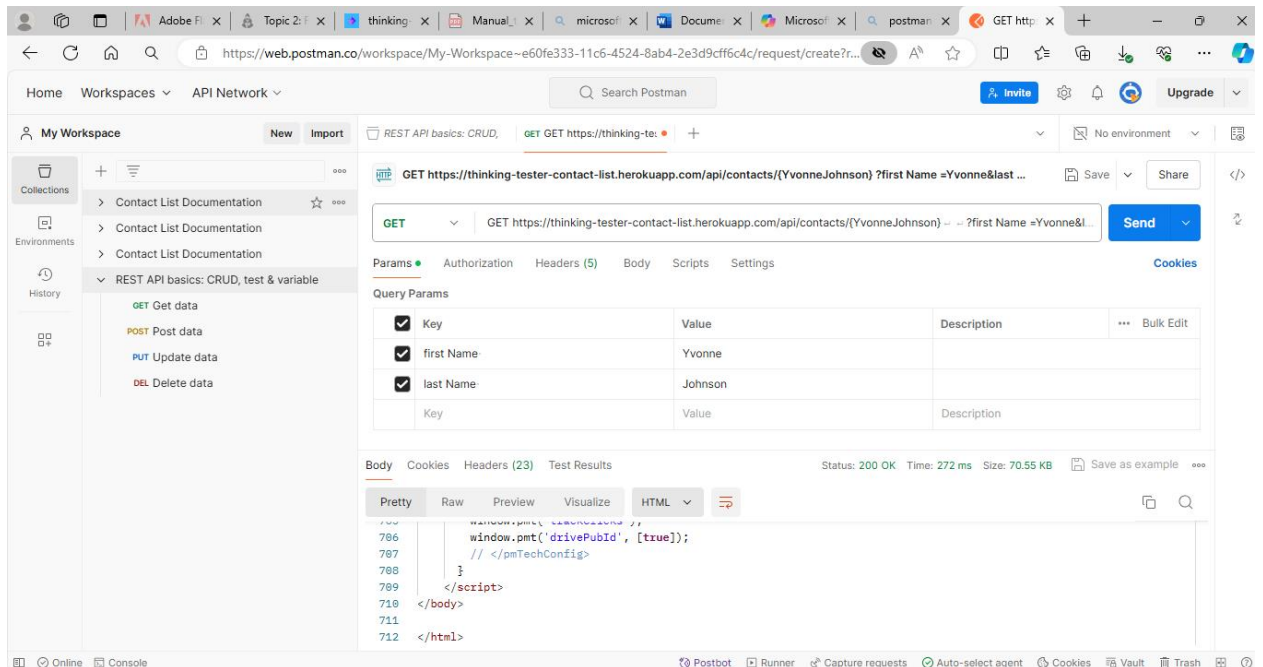 Adobe Fl
Topic 2: F
thinking-
Manual_t
microsof
Docume
Microsof
postman
GET http
https://web.postman.co/workspace/My-Workspace~e60fe333-11c6-4524-8ab4-2e3d9cff6c4c/request/create?r...
Home Workspaces API Network
Search Postman
Invite
Upgrade
My Workspace New Import
REST API basics: CRUD,
GET GET https://thinking-te
No environment
Collections
Environments
History
Contact List Documentation
Contact List Documentation
Contact List Documentation
REST API basics: CRUD, test & variable
GET Get data
POST Post data
PUT Update data
DEL Delete data
HTTP GET https://thinking-tester-contact-list.herokuapp.com/api/contacts/{YvonneJohnson} ?first Name =Yvonne&last ...
Save Share
GET GET https://thinking-tester-contact-list.herokuapp.com/api/contacts/{YvonneJohnson} ?first Name =Yvonne&l...
Send
Params Authorization Headers (5) Body Scripts Settings
Cookies
Query Params
Key Value Description Bulk Edit
first Name Yvonne
last Name Johnson
Key Value Description
Body Cookies Headers (23) Test Results
Status: 200 OK Time: 272 ms Size: 70.55 KB Save as example
Pretty Raw Preview Visualize HTML
705 window.pmt('trackClicks');
706 window.pmt('drivePubId', [true]);
707 // </pmTechConfig>
708 }
709 </script>
710 </body>
711
712 </html>
Online Console
Postbot Runner Capture requests Auto-select agent Cookies Vault Trash